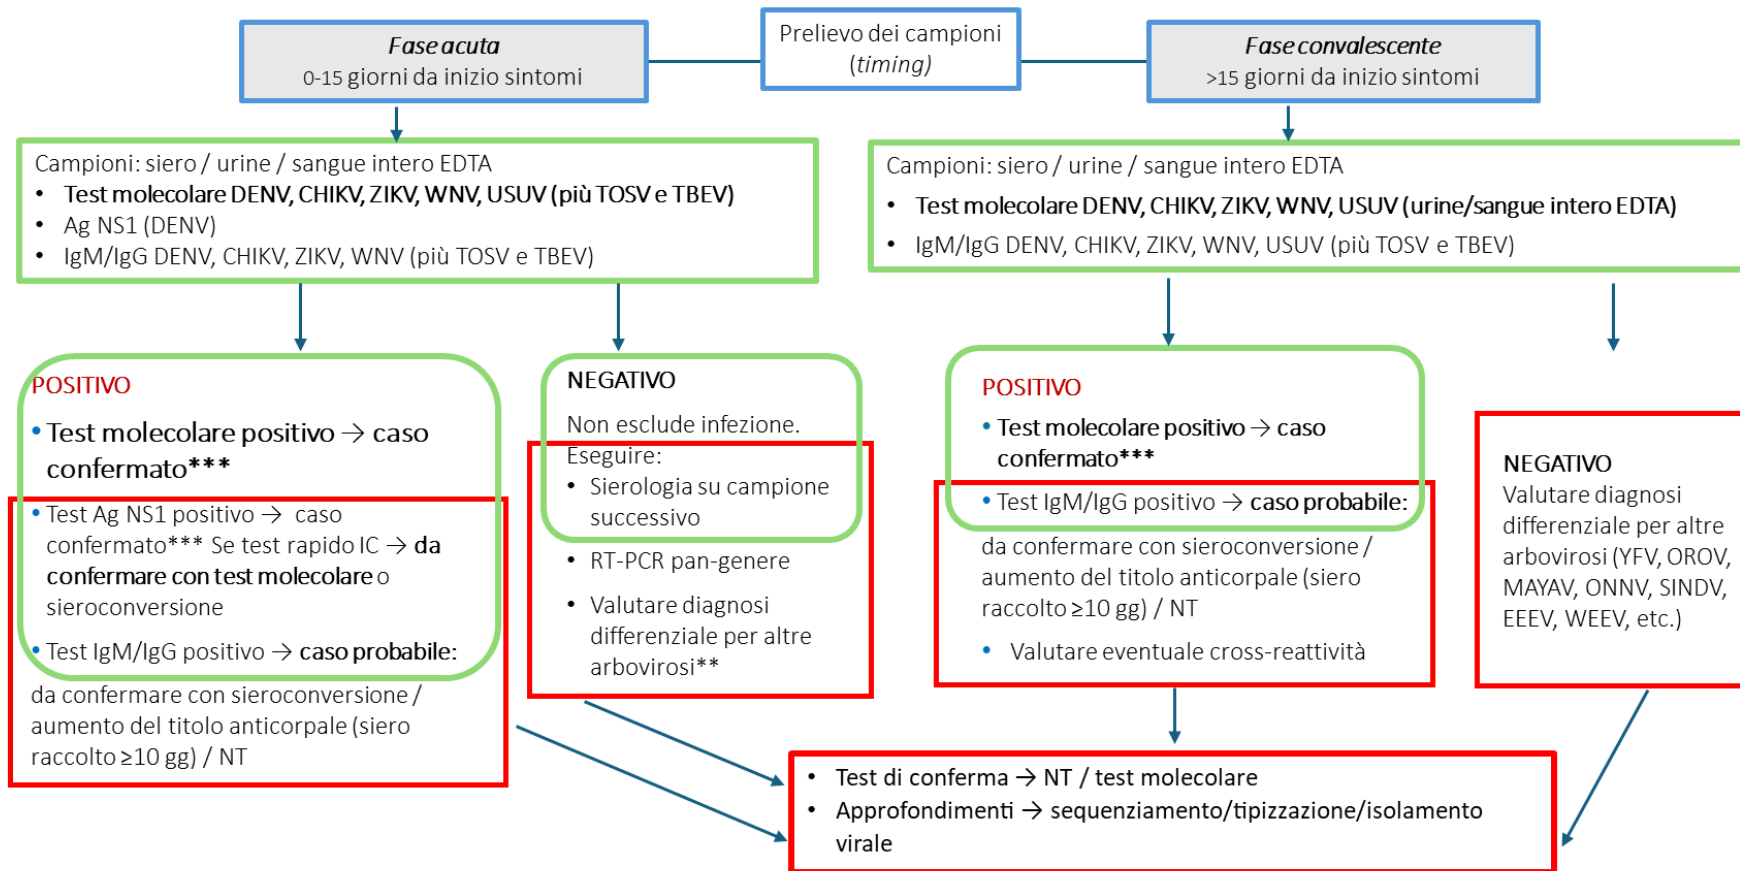 Prelievo dei campioni
(timing)
Fase acuta
0-15 giorni da inizio sintomi
Fase convalescente
>15 giorni da inizio sintomi
Campioni: siero / urine / sangue intero EDTA
• Test molecolare DENV, CHIKV, ZIKV, WNV, USUV (più TOSV e TBEV)
• Ag NS1 (DENV)
• IgM/IgG DENV, CHIKV, ZIKV, WNV (più TOSV e TBEV)
Campioni: siero / urine / sangue intero EDTA
• Test molecolare DENV, CHIKV, ZIKV, WNV, USUV (urine/sangue intero EDTA)
• IgM/IgG DENV, CHIKV, ZIKV, WNV, USUV (più TOSV e TBEV)
POSITIVO
• Test molecolare positivo → caso
confermato***
• Test Ag NS1 positivo → caso
confermato*** Se test rapido IC → da
confermare con test molecolare o
sieroconversione
• Test IgM/IgG positivo → caso probabile:
da confermare con sieroconversione /
aumento del titolo anticorpale (siero
raccolto ≥10 gg) / NT
NEGATIVO
Non esclude infezione.
Eseguire:
• Sierologia su campione
successivo
• RT-PCR pan-genere
• Valutare diagnosi
differenziale per altre
arbovirosi**
POSITIVO
• Test molecolare positivo → caso
confermato***
• Test IgM/IgG positivo → caso probabile:
da confermare con sieroconversione /
aumento del titolo anticorpale (siero
raccolto ≥10 gg) / NT
• Valutare eventuale cross-reattività
NEGATIVO
Valutare diagnosi
differenziale per altre
arbovirosi (YFV, OROV,
MAYAV, ONNV, SINDV,
EEEV, WEEV, etc.)
• Test di conferma → NT / test molecolare
• Approfondimenti → sequenziamento/tipizzazione/isolamento
virale